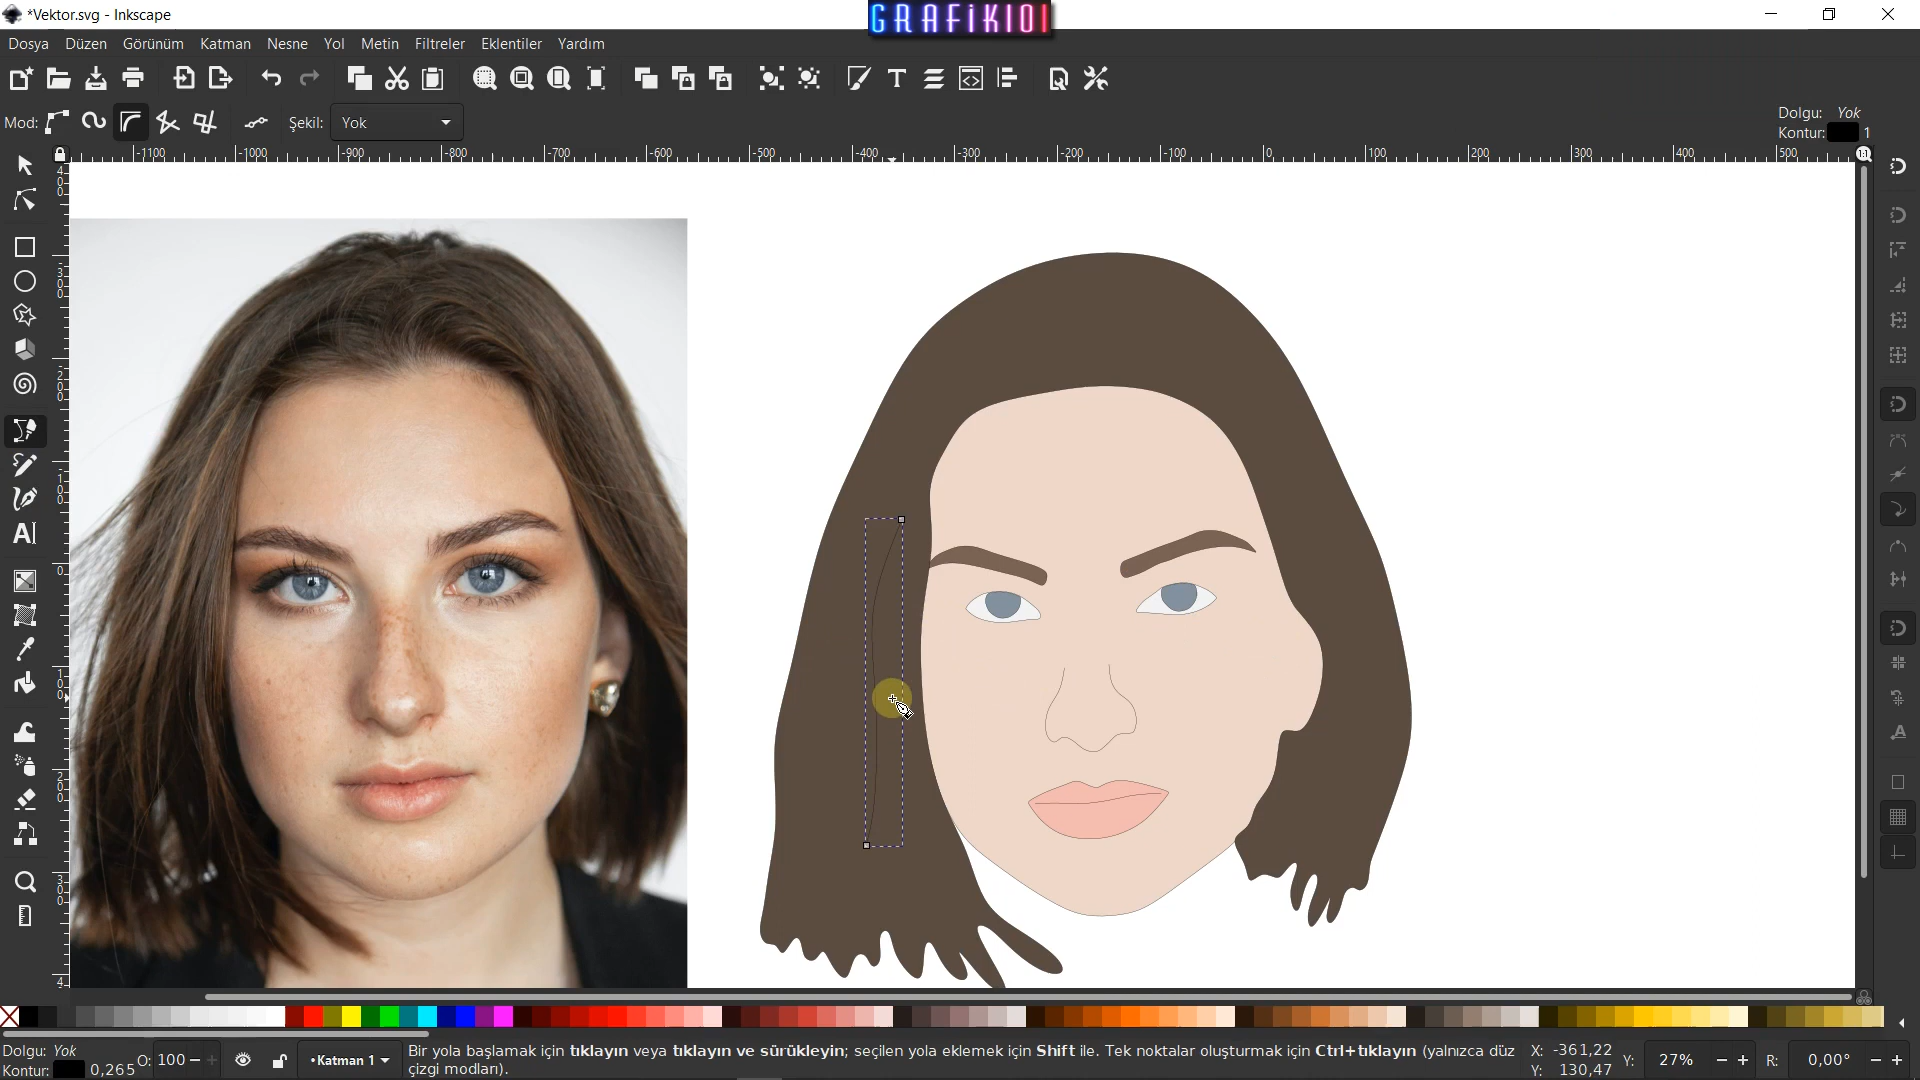 *Vektor.svg - Inkscape
GRAFiK101
Dosya Düzen Görünüm Katman Nesne Yol Metin Filtreler Eklentiler Yardım
Mod: Şekil: Yok
Dolgu: Yok
Kontur: 1
-1100 -1000 -900 -800 -700 -600 -500 -400 -300 -200 -100 0 100 200 300 400 500
1:1
Dolgu: Yok
Kontur: 0,265
O: 100
•Katman 1
Bir yola başlamak için tıklayın veya tıklayın ve sürükleyin; seçilen yola eklemek için Shift ile. Tek noktalar oluşturmak için Ctrl+tıklayın (yalnızca düz
çizgi modları).
X: -361,22
Y: 130,47
Y: 27%
R: 0,00°